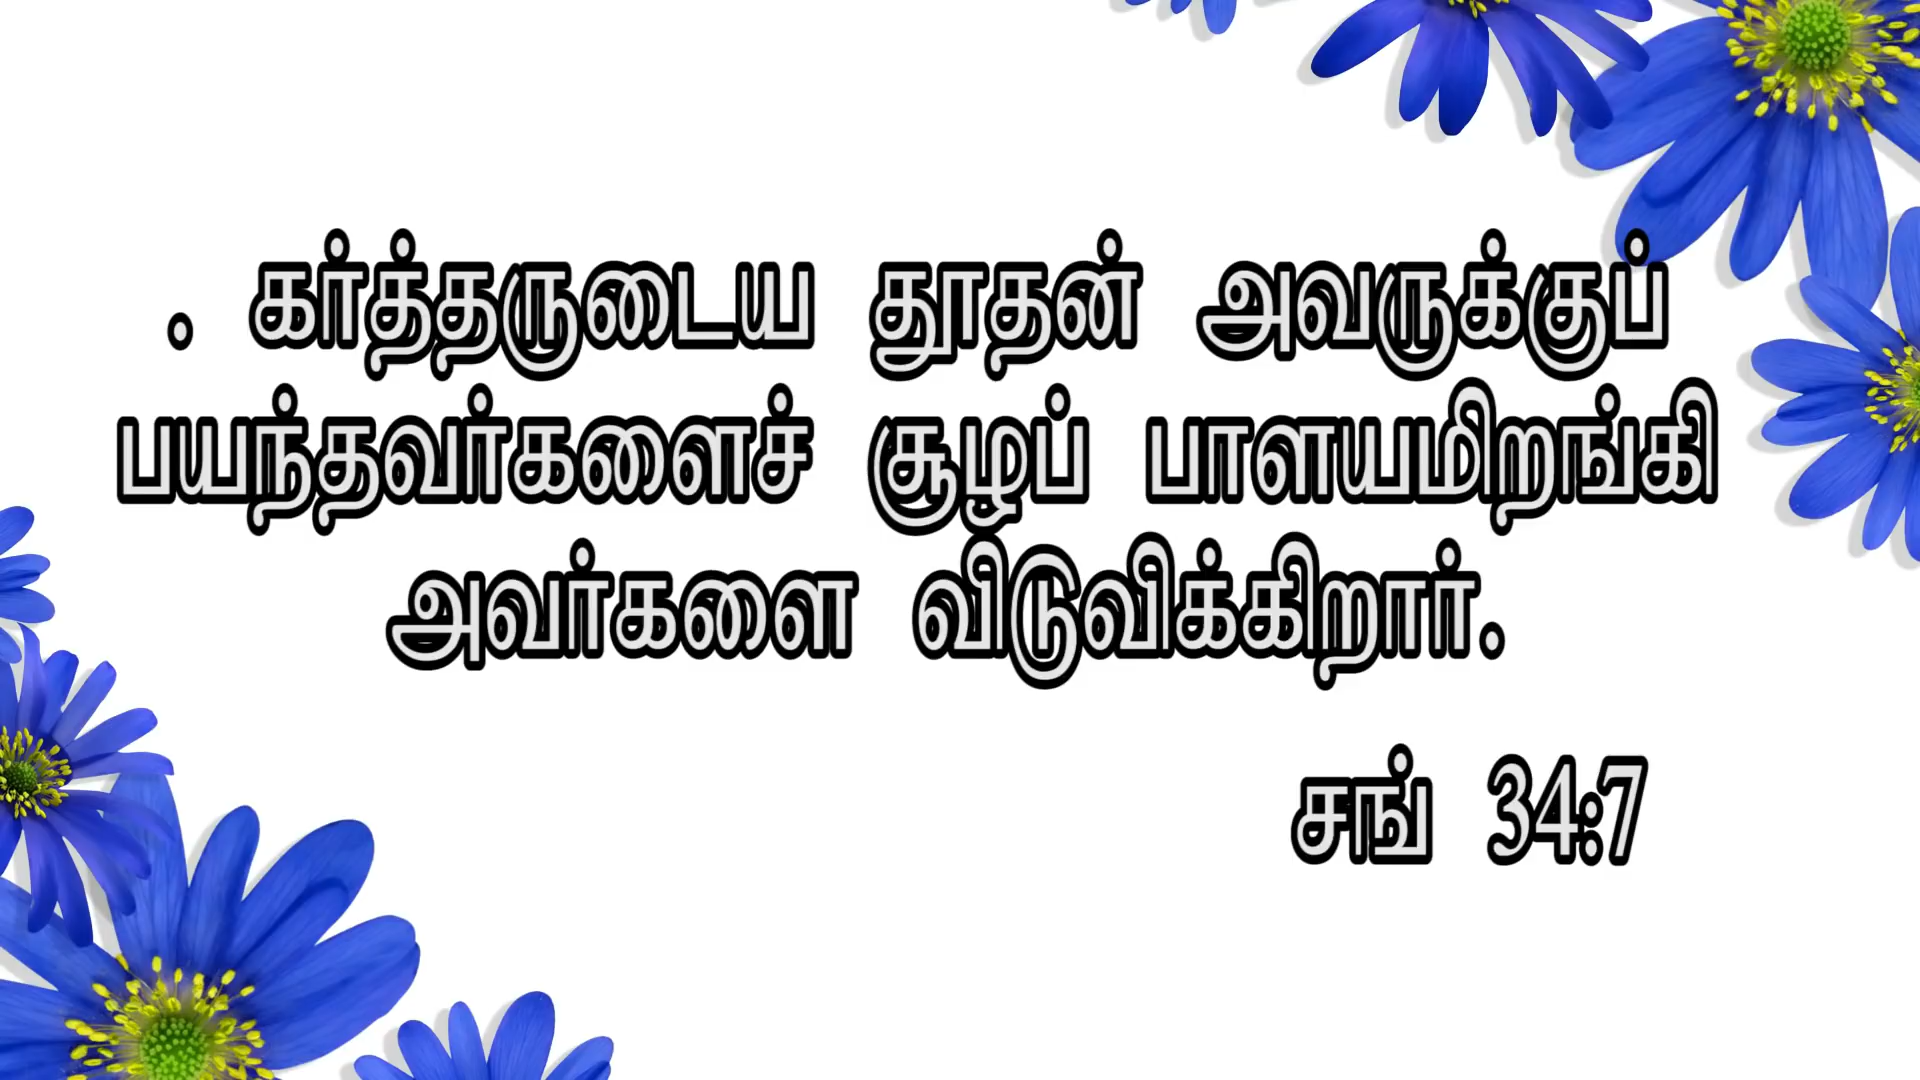 . கர்த்தருடைய தூதன் அவருக்குப்
பயந்தவர்களைச் சூழப் பாளயமிறங்கி
அவர்களை விடுவிக்கிறார்.
சங் 34:7